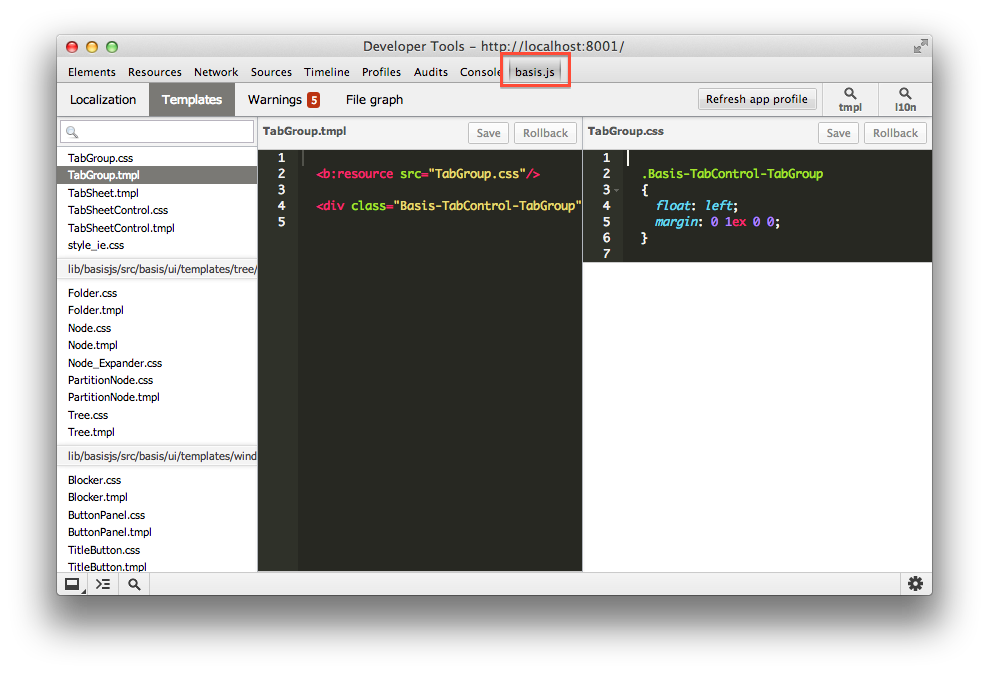 Developer Tools - http://localhost:8001/
Elements Resources Network Sources Timeline Profiles Audits Console basis.js
Localization Templates Warnings 5 File graph Refresh app profile tmpl l10n
TabGroup.css
TabGroup.tmpl
TabSheet.tmpl
TabSheetControl.css
TabSheetControl.tmpl
style_ie.css
lib/basisjs/src/basis/ui/templates/tree/
Folder.css
Folder.tmpl
Node.css
Node.tmpl
Node_Expander.css
PartitionNode.css
PartitionNode.tmpl
Tree.css
Tree.tmpl
lib/basisjs/src/basis/ui/templates/wind
Blocker.css
Blocker.tmpl
ButtonPanel.css
ButtonPanel.tmpl
TitleButton.css
TitleButton.tmpl
TabGroup.tmpl Save Rollback
1
2 <b:resource src="TabGroup.css"/>
3
4 <div class="Basis-TabControl-TabGroup"
5
TabGroup.css Save Rollback
1
2 .Basis-TabControl-TabGroup
3 {
4 float: left;
5 margin: 0 1ex 0 0;
6 }
7